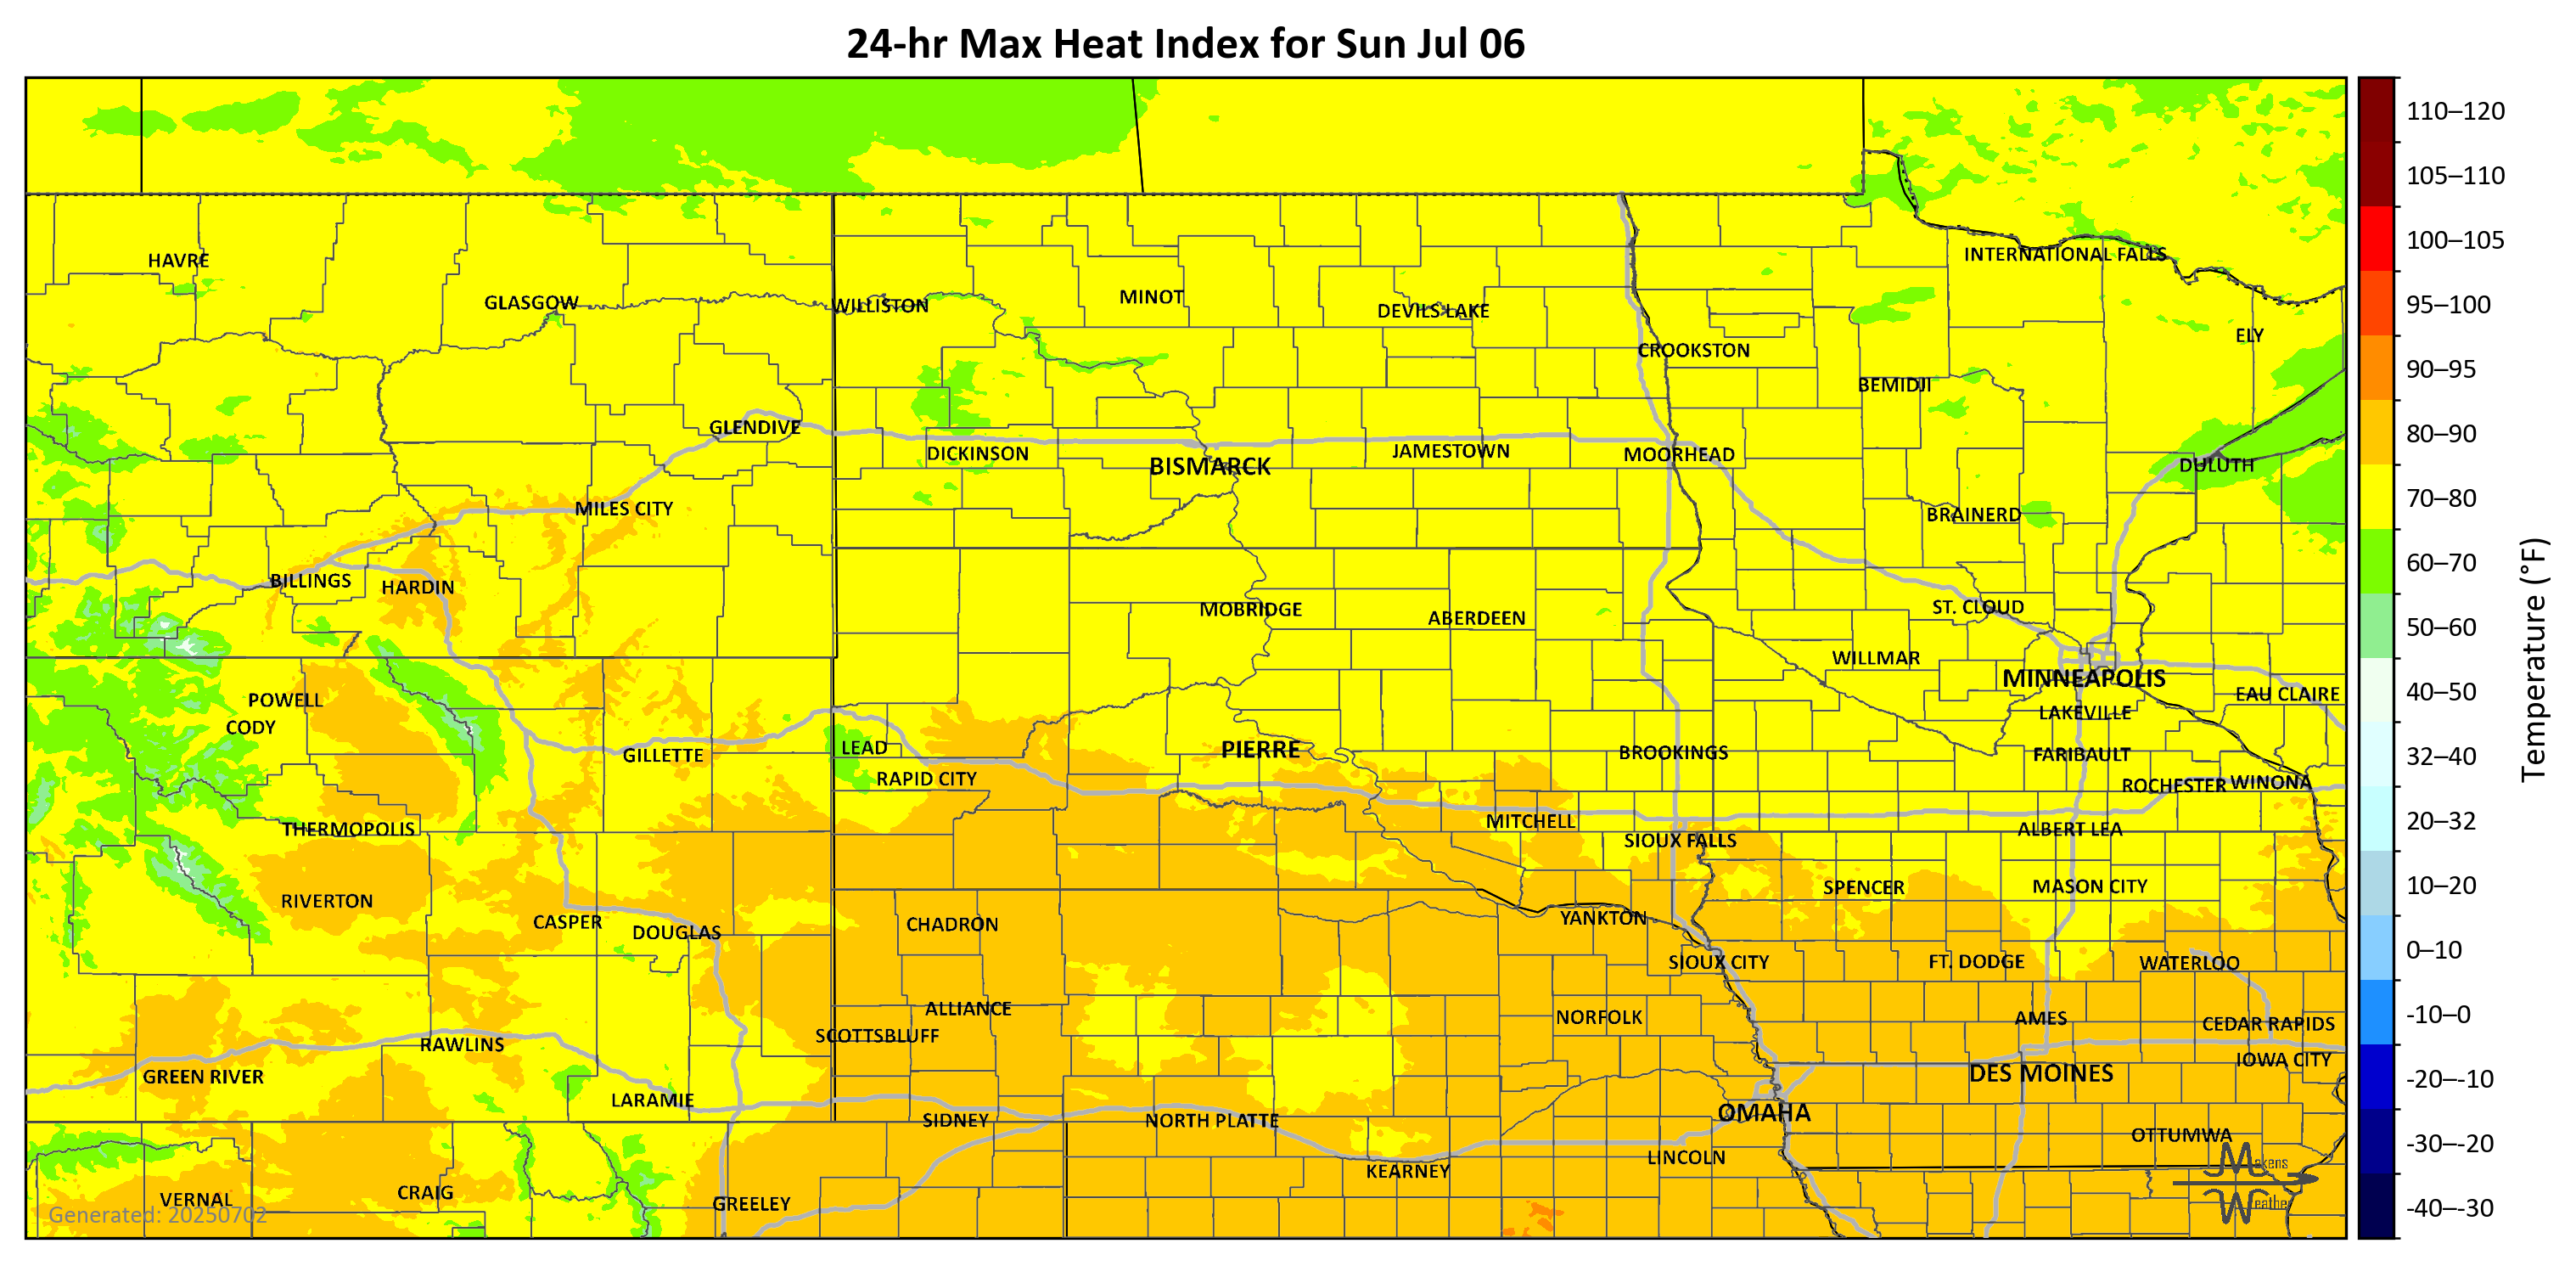 24-hr Max Heat Index for Sun Jul 06
HAVRE
GLASGOW
WILLISTON
MINOT
DEVILS LAKE
INTERNATIONAL FALLS
ELY
CROOKSTON
BEMIDJI
GLENDIVE
DICKINSON
BISMARCK
JAMESTOWN
MOORHEAD
DULUTH
MILES CITY
BRAINERD
BILLINGS
HARDIN
MOBRIDGE
ABERDEEN
ST. CLOUD
WILLMAR
MINNEAPOLIS
EAU CLAIRE
POWELL
CODY
LAKEVILLE
GILLETTE
LEAD
RAPID CITY
PIERRE
BROOKINGS
FARIBAULT
ROCHESTER
WINONA
THERMOPOLIS
MITCHELL
SIOUX FALLS
ALBERT LEA
RIVERTON
CASPER
DOUGLAS
CHADRON
YANKTON
SPENCER
MASON CITY
SIOUX CITY
FT. DODGE
WATERLOO
ALLIANCE
SCOTTSBLUFF
NORFOLK
AMES
CEDAR RAPIDS
RAWLINS
GREEN RIVER
IOWA CITY
DES MOINES
LARAMIE
SIDNEY
NORTH PLATTE
OMAHA
OTTUMWA
KEARNEY
LINCOLN
VERNAL
CRAIG
GREELEY
Generated: 20250702
Makens
Weather
110–120
105–110
100–105
95–100
90–95
80–90
70–80
60–70
50–60
40–50
32–40
20–32
10–20
0–10
-10–0
-20–-10
-30–-20
-40–-30
Temperature (°F)